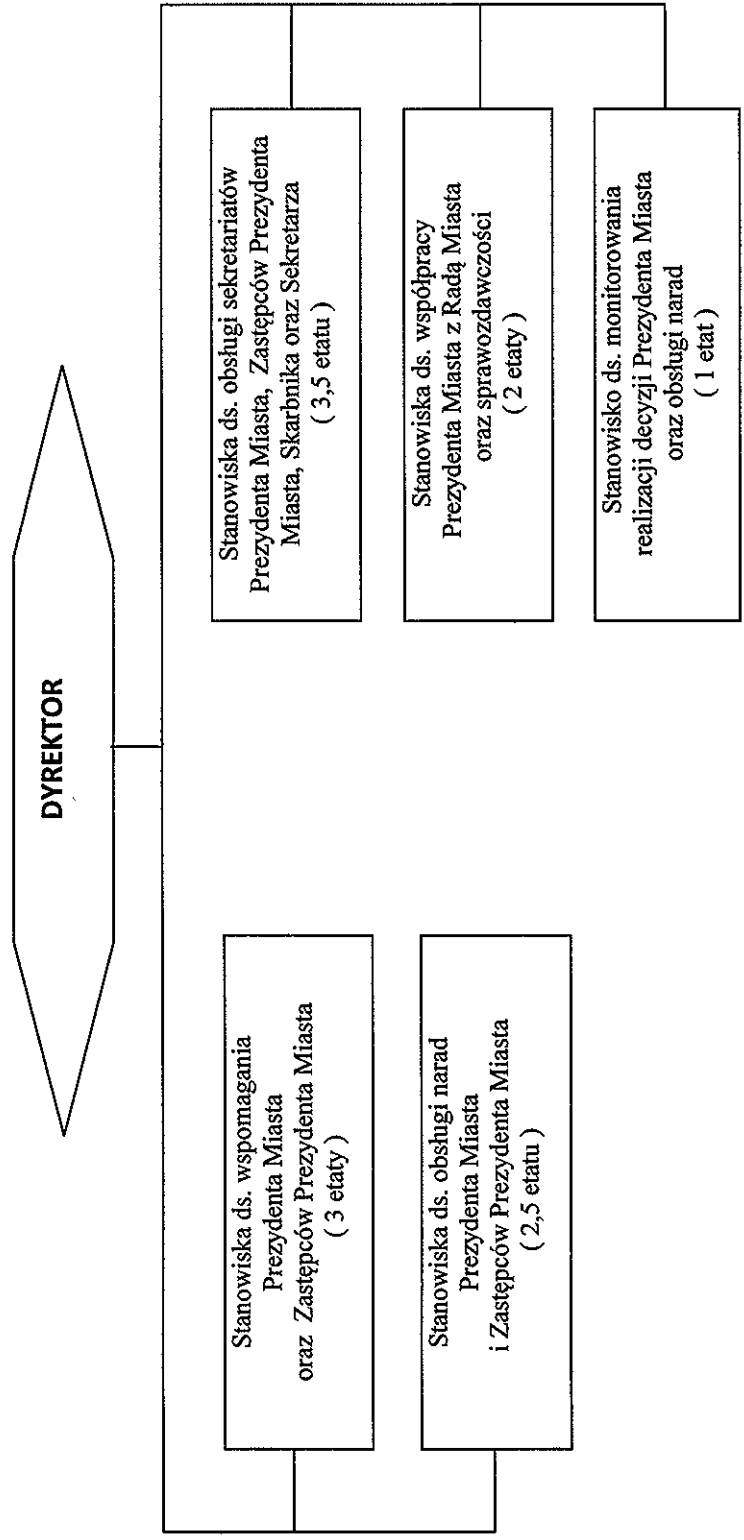 DYREKTOR
Stanowiska ds. wspomagania
Prezydenta Miasta
oraz Zastępców Prezydenta Miasta
( 3 etaty )
Stanowiska ds. obsługi narad
Prezydenta Miasta
i Zastępców Prezydenta Miasta
( 2,5 etatu )
Stanowiska ds. obsługi sekretariatów
Prezydenta Miasta, Zastępców Prezydenta
Miasta, Skarbnika oraz Sekretarza
( 3,5 etatu )
Stanowiska ds. współpracy
Prezydenta Miasta z Radą Miasta
oraz sprawozdawczości
( 2 etaty )
Stanowisko ds. monitorowania
realizacji decyzji Prezydenta Miasta
oraz obsługi narad
( 1 etat )